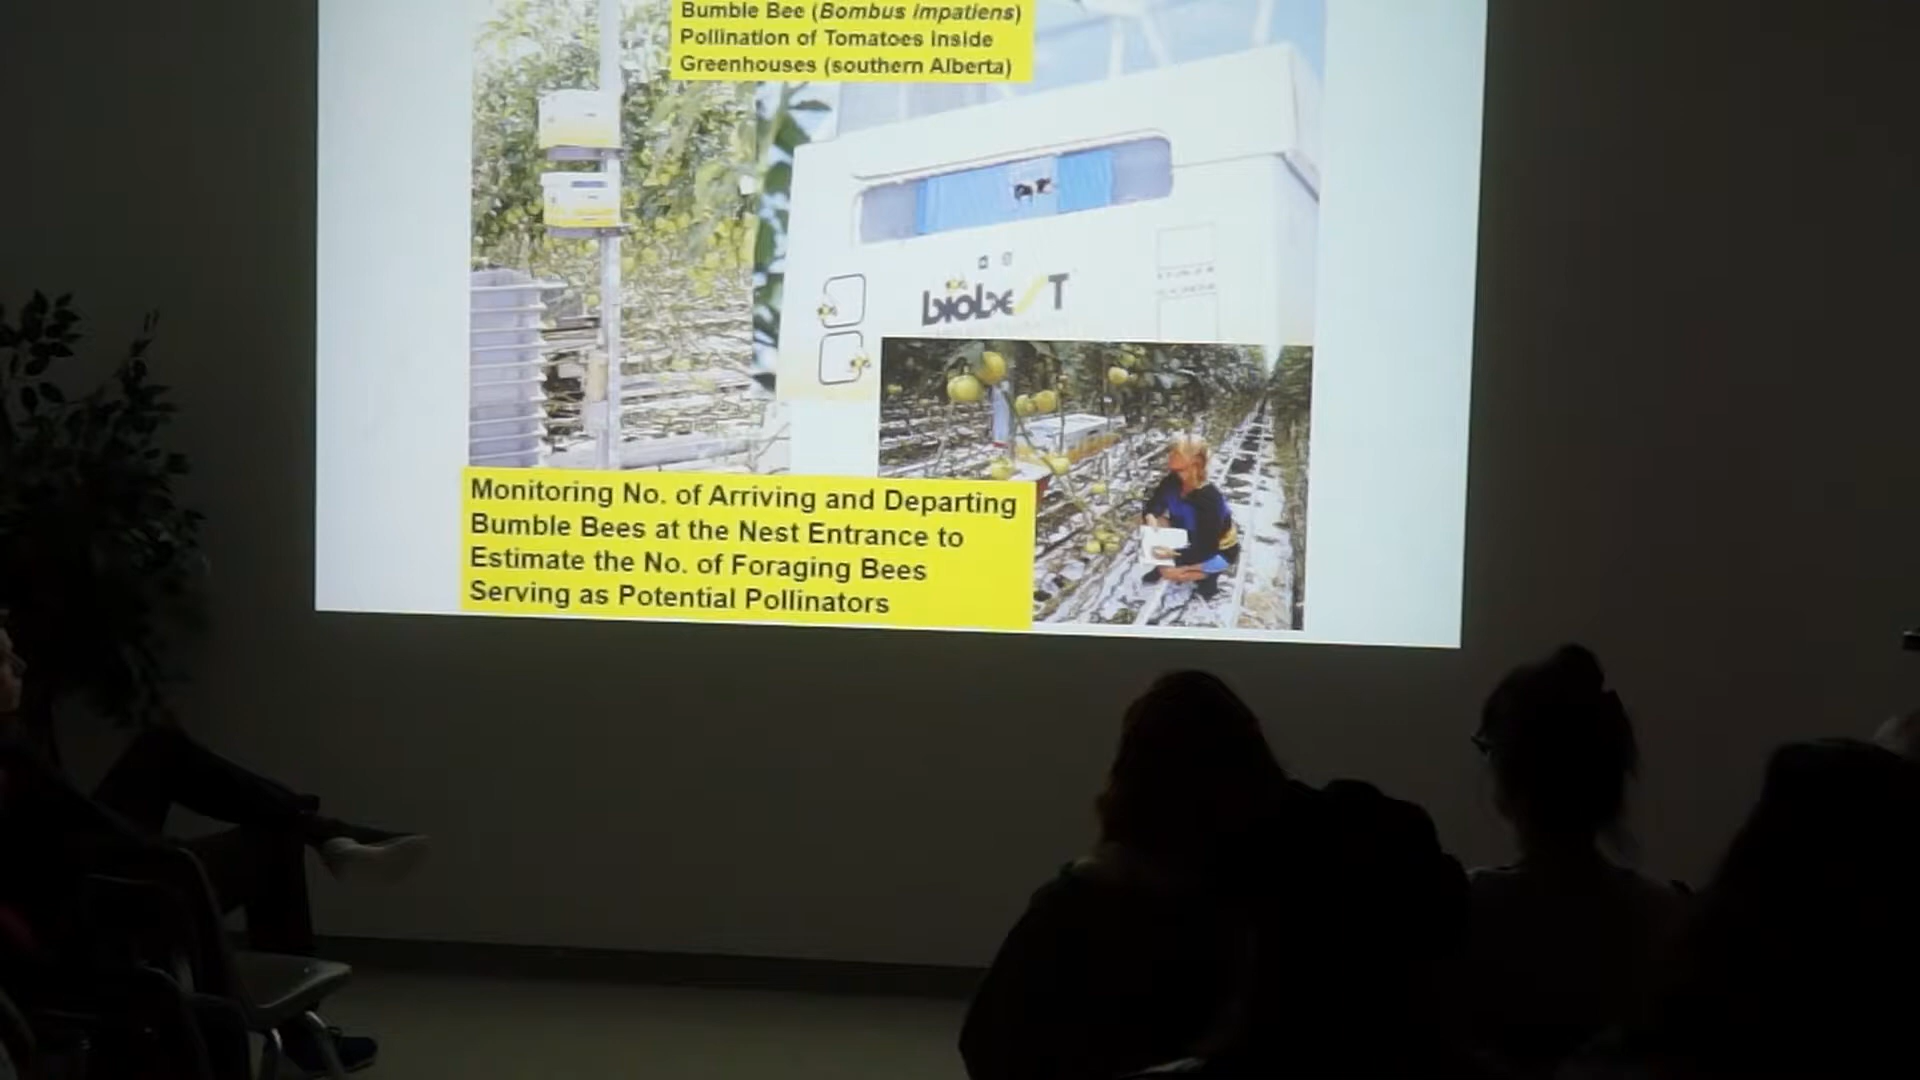 Bumble Bee (Bombus impatiens)
Pollination of Tomatoes inside
Greenhouses (southern Alberta)
biobeST
Monitoring No. of Arriving and Departing
Bumble Bees at the Nest Entrance to
Estimate the No. of Foraging Bees
Serving as Potential Pollinators